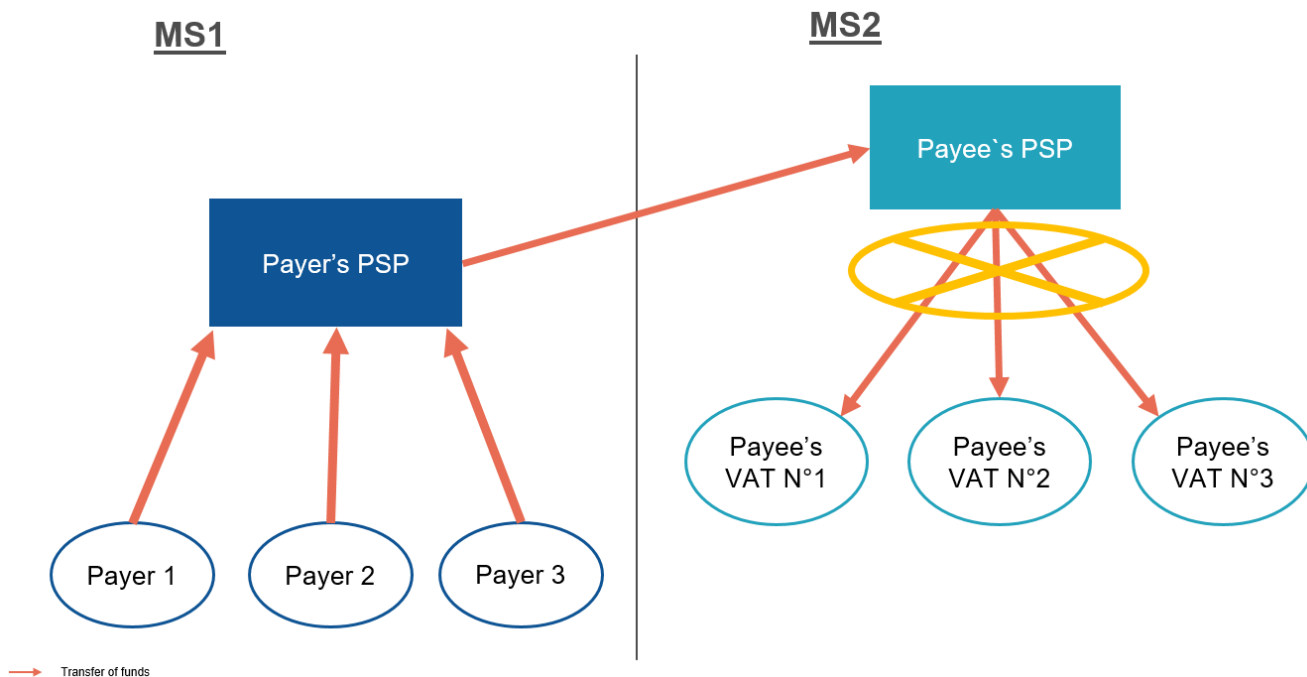 MS1
MS2
Payee`s PSP
Payer’s PSP
Payee’s
VAT N°1
Payee’s
VAT N°2
Payee’s
VAT N°3
Payer 1
Payer 2
Payer 3
Transfer of funds